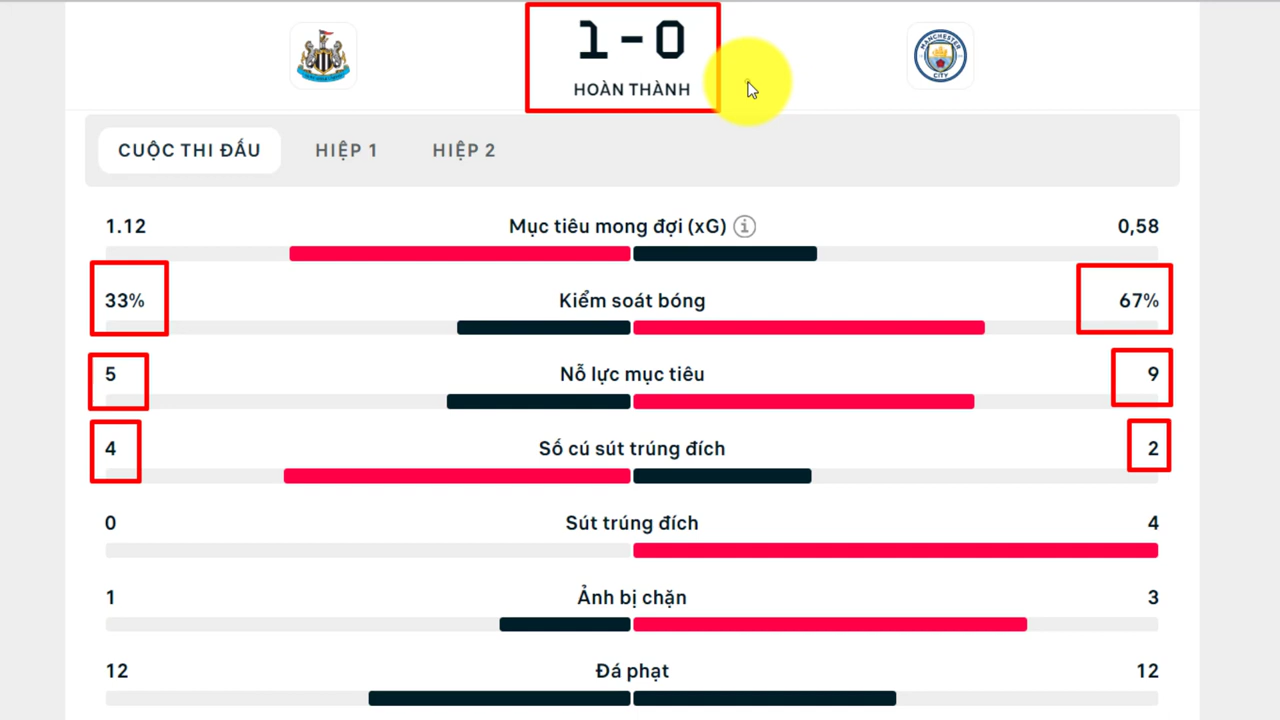 1-0
HOÀN THÀNH
MANCHESTER
CITY
CUỘC THI ĐẤU HIỆP 1 HIỆP 2
1.12 Mục tiêu mong đợi (xG) i 0,58
33% Kiểm soát bóng 67%
5 Nỗ lực mục tiêu 9
4 Số cú sút trúng đích 2
0 Sút trúng đích 4
1 Ảnh bị chặn 3
12 Đá phạt 12